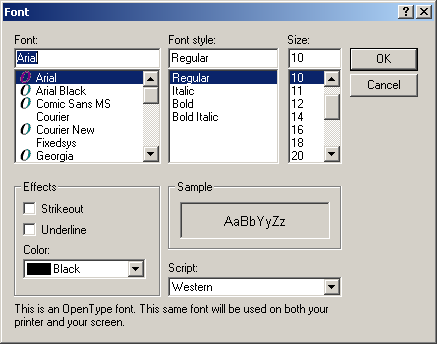 Font
Font: Font style: Size:
Arial Regular 10 OK
Arial Regular 10 Cancel
Arial Black Italic 11
Comic Sans MS Bold 12
Courier Bold Italic 14
Courier New 16
Fixedsys 18
Georgia 20
Effects Sample
Strikeout
Underline AaBbYyZz
Color:
Black
Script:
Western
This is an OpenType font. This same font will be used on both your
printer and your screen.